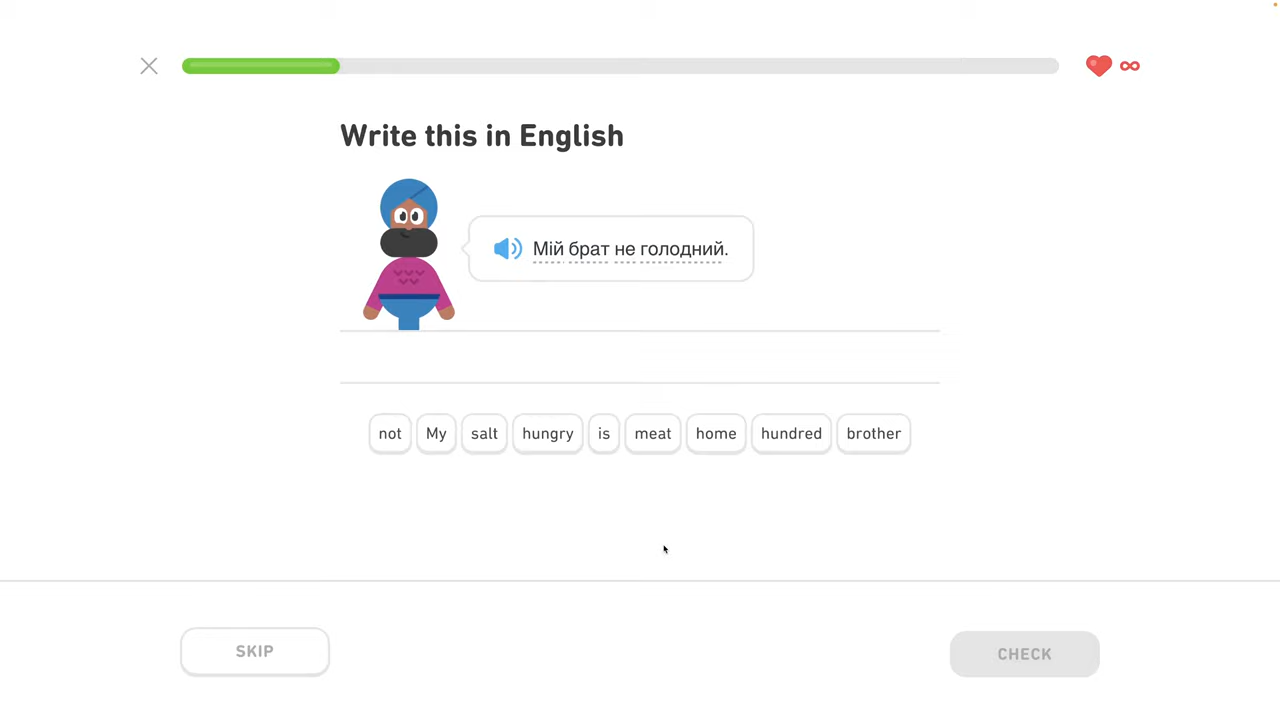 ∞
Write this in English
Мій брат не голодний.
not My salt hungry is meat home hundred brother
SKIP CHECK